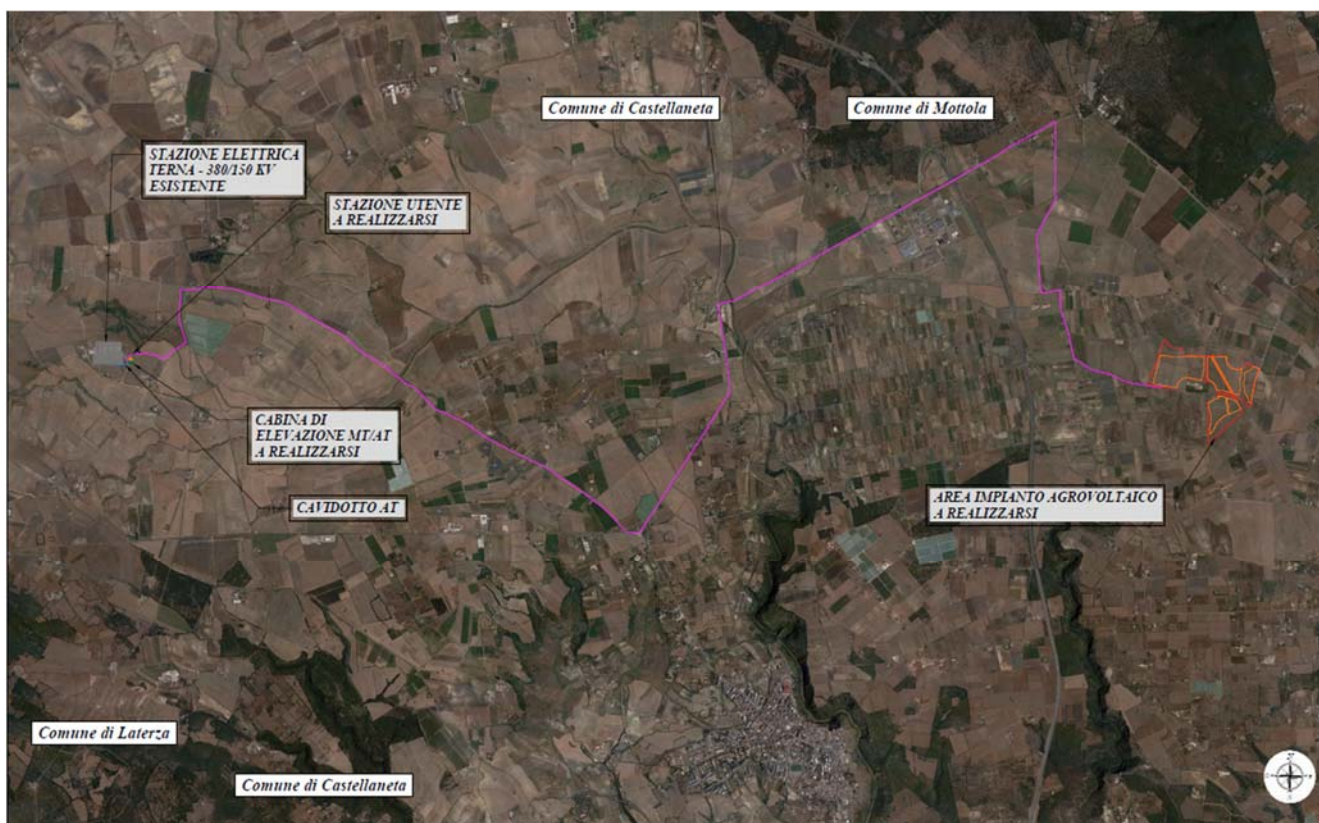 Comune di Castellaneta
Comune di Mottola
STAZIONE ELETTRICA
TERNA - 380/150 KV
ESISTENTE
STAZIONE UTENTE
A REALIZZARSI
CABINA DI
ELEVAZIONE MT/AT
A REALIZZARSI
CAVIDOTTO AT
AREA IMPIANTO AGROVOLTAICO
A REALIZZARSI
Comune di Laterza
Comune di Castellaneta